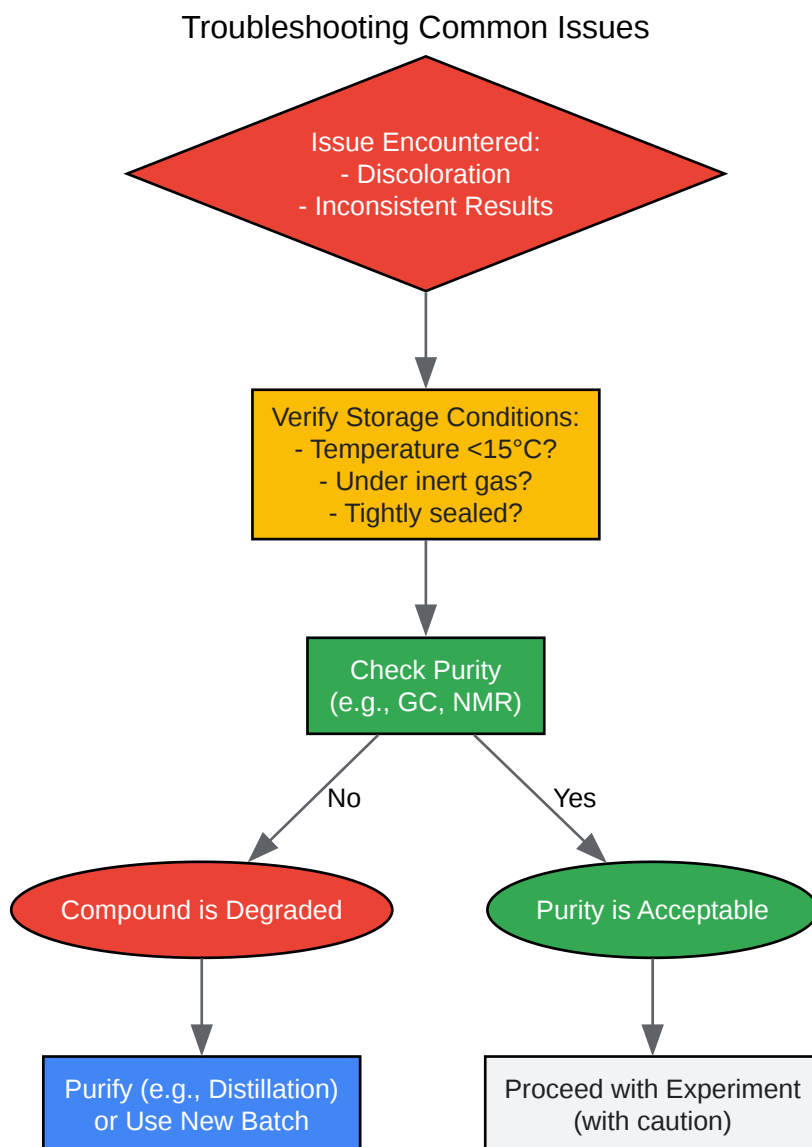 Troubleshooting Common Issues
Issue Encountered:
- Discoloration
- Inconsistent Results
Verify Storage Conditions:
- Temperature <15°C?
- Under inert gas?
- Tightly sealed?
Check Purity
(e.g., GC, NMR)
No
Yes
Compound is Degraded
Purity is Acceptable
Purify (e.g., Distillation)
or Use New Batch
Proceed with Experiment
(with caution)